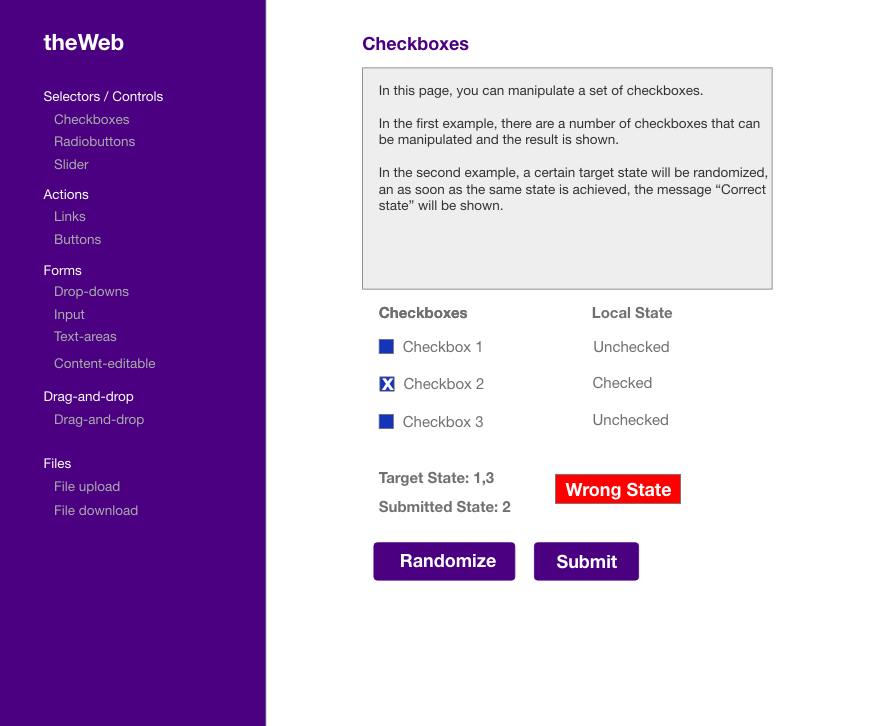 theWeb
Selectors / Controls
Checkboxes
Radiobuttons
Slider
Actions
Links
Buttons
Forms
Drop-downs
Input
Text-areas
Content-editable
Drag-and-drop
Drag-and-drop
Files
File upload
File download
Checkboxes
In this page, you can manipulate a set of checkboxes.
In the first example, there are a number of checkboxes that can
be manipulated and the result is shown.
In the second example, a certain target state will be randomized,
an as soon as the same state is achieved, the message “Correct
state” will be shown.
Checkboxes Local State
Checkbox 1 Unchecked
X Checkbox 2 Checked
Checkbox 3 Unchecked
Target State: 1,3
Wrong State
Submitted State: 2
Randomize Submit